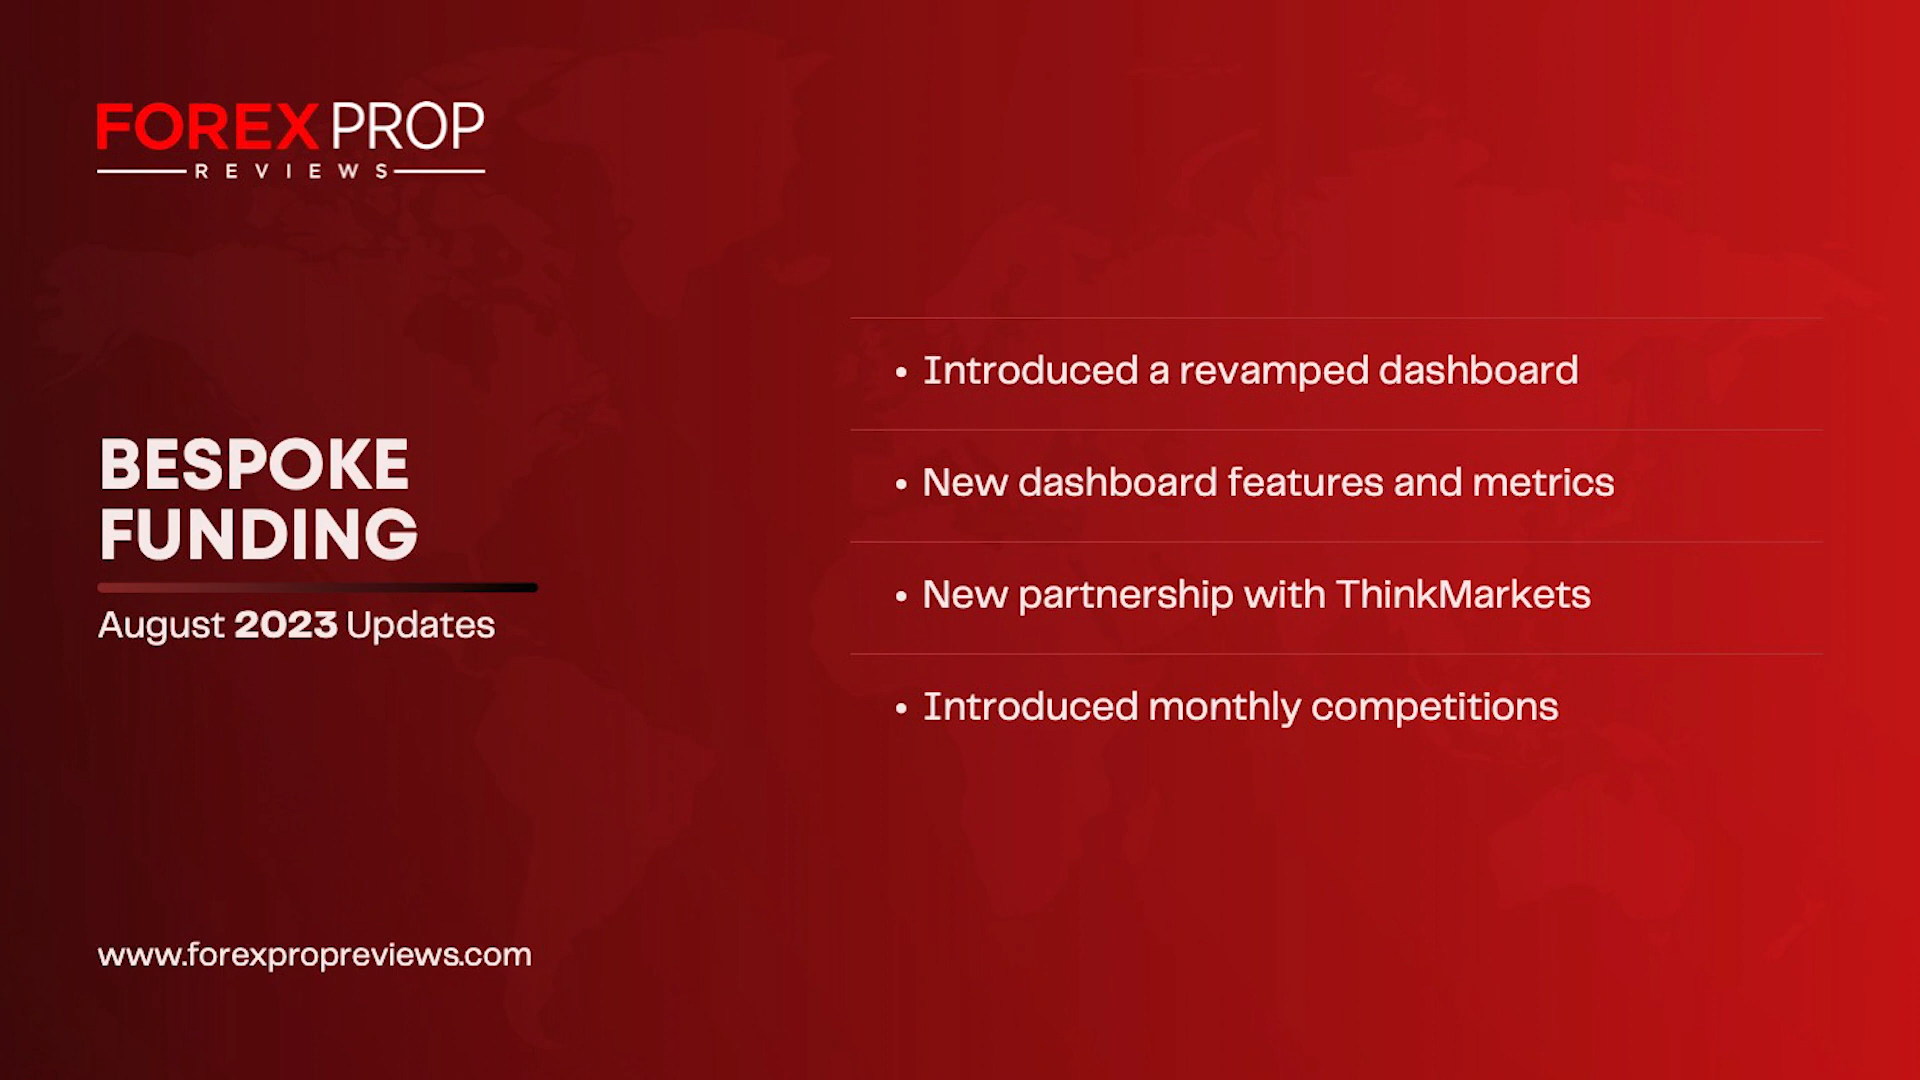 FOREX PROP
REVIEWS
BESPOKE
FUNDING
August 2023 Updates
www.forexpropreviews.com
• Introduced a revamped dashboard
• New dashboard features and metrics
• New partnership with ThinkMarkets
• Introduced monthly competitions